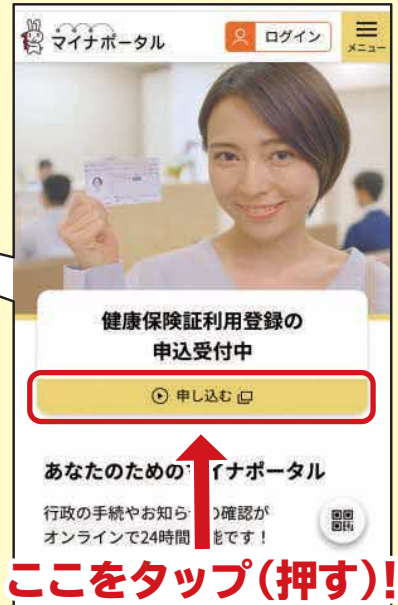 マイナポータル
ログイン
メニュー
健康保険証利用登録の
申込受付中
申し込む
あなたのための イナポータル
行政の手続やお知ら の確認が
オンラインで24時間 能です!
ここをタップ(押す)!